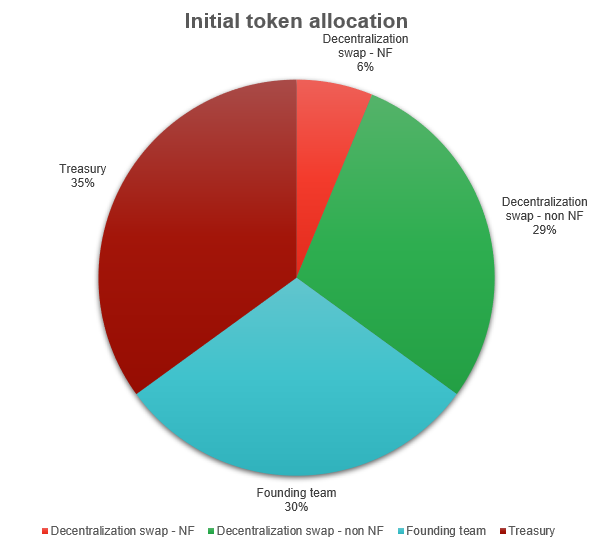 Initial token allocation
Decentralization
swap - NF
6%
Treasury
35%
Decentralization
swap - non NF
29%
Founding team
30%
Decentralization swap - NF Decentralization swap - non NF Founding team Treasury